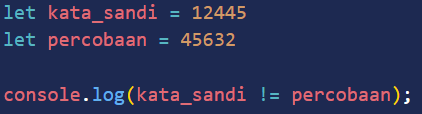 let kata_sandi = 12445
let percobaan = 45632
console.log(kata_sandi != percobaan);